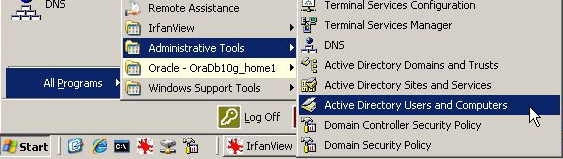 DNS
All Programs
Remote Assistance
IrfanView
Administrative Tools
Oracle - OraDb10g_home1
Windows Support Tools
Log Off
Terminal Services Configuration
Terminal Services Manager
DNS
Active Directory Domains and Trusts
Active Directory Sites and Services
Active Directory Users and Computers
Domain Controller Security Policy
Domain Security Policy
Start
IrfanView